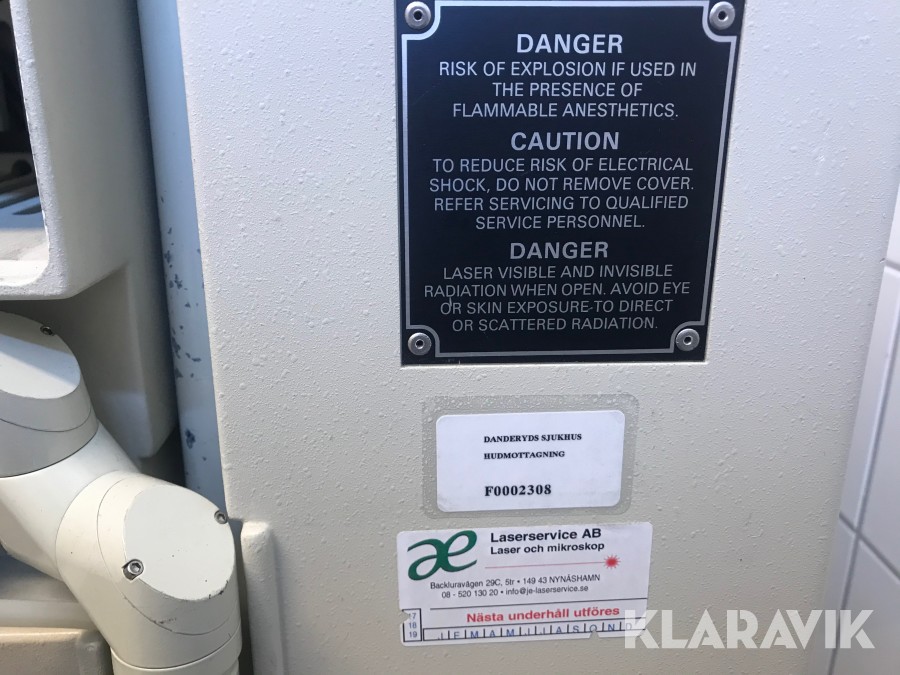 DANGER
RISK OF EXPLOSION IF USED IN
THE PRESENCE OF
FLAMMABLE ANESTHETICS.
CAUTION
TO REDUCE RISK OF ELECTRICAL
SHOCK, DO NOT REMOVE COVER.
REFER SERVICING TO QUALIFIED
SERVICE PERSONNEL.
DANGER
LASER VISIBLE AND INVISIBLE
RADIATION WHEN OPEN. AVOID EYE
OR SKIN EXPOSURE TO DIRECT
OR SCATTERED RADIATION.
DANDERYDS SJUKHUS
HUDMOTTAGNING
F0002308
æ
Laserservice AB
Laser och mikroskop
Backluravägen 29C, 5tr • 149 43 NYNÄSHAMN
08 - 520 130 20 • info@je-laserservice.se
Nästa underhåll utföres
17
18
19
J F M A M J J A S O N D
KLARAVIK